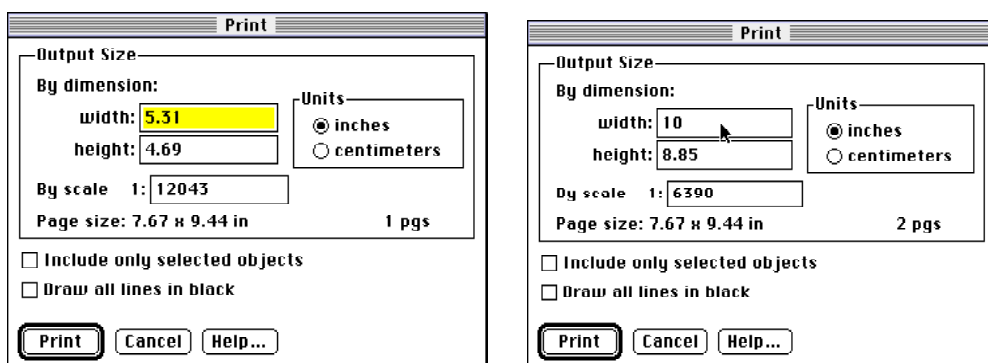 Print
Output Size
By dimension:
width: 5.31
height: 4.69
Units
inches
centimeters
By scale 1: 12043
Page size: 7.67 x 9.44 in 1 pgs
Include only selected objects
Draw all lines in black
Print Cancel Help...
Print
Output Size
By dimension:
width: 10
height: 8.85
Units
inches
centimeters
By scale 1: 6390
Page size: 7.67 x 9.44 in 2 pgs
Include only selected objects
Draw all lines in black
Print Cancel Help...